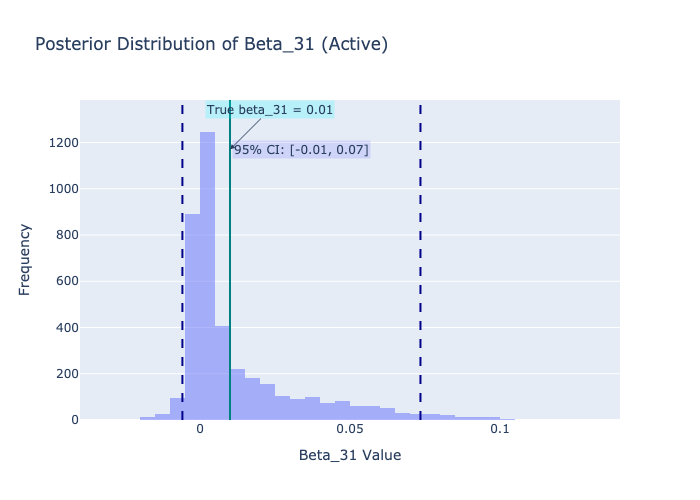 Posterior Distribution of Beta_31 (Active)
True beta_31 = 0.01
95% CI: [-0.01, 0.07]
1200
1000
800
600
400
200
0
Frequency
0
0.05
0.1
Beta_31 Value